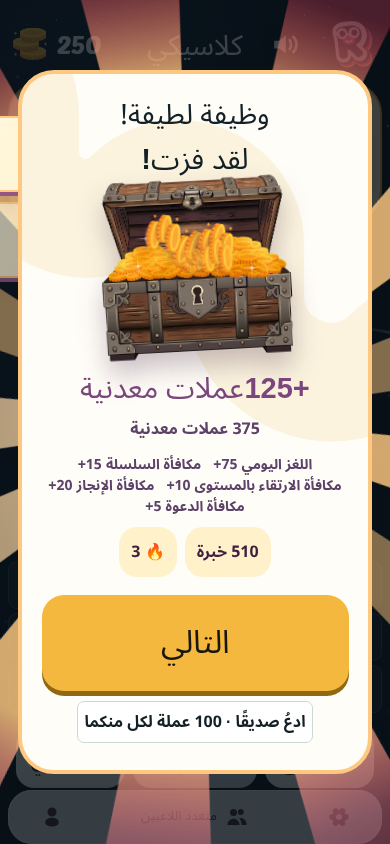 250
كلاسيكي
وظيفة لطيفة!
لقد فزت!
+125عملات معدنية
375 عملات معدنية
اللغز اليومي 75+ مكافأة السلسلة 15+
مكافأة الارتقاء بالمستوى 10+ مكافأة الإنجاز 20+
مكافأة الدعوة 5+
510 خبرة
🔥 3
التالي
ادعُ صديقًا · 100 عملة لكل منكما
متعدد اللاعبين